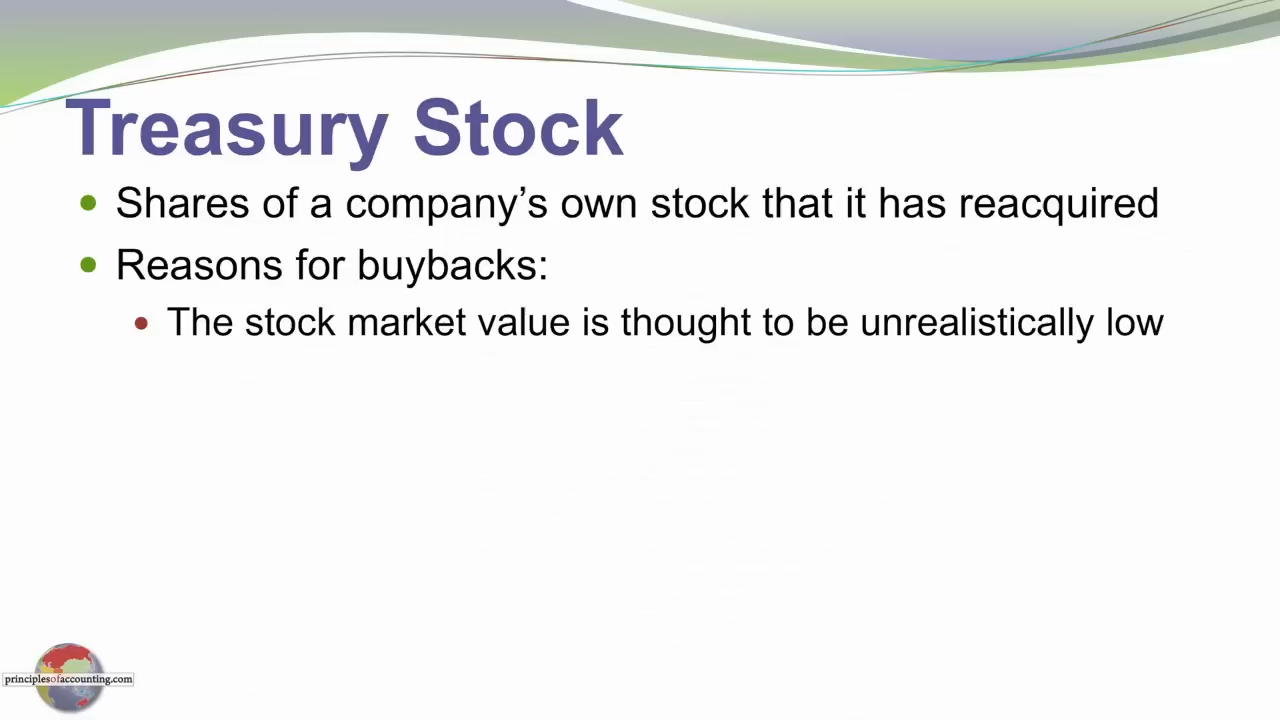 Treasury Stock
Shares of a company’s own stock that it has reacquired
Reasons for buybacks:
The stock market value is thought to be unrealistically low
principlesofaccounting.com